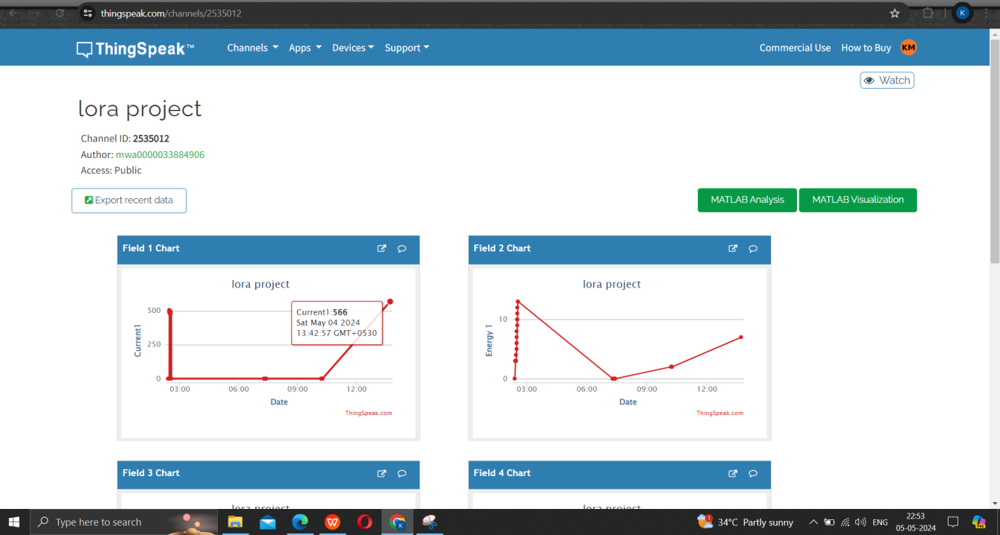 thingspeak.com/channels/2535012
K
ThingSpeak™
Channels
Apps
Devices
Support
Commercial Use
How to Buy
KM
Watch
lora project
Channel ID: 2535012
Author: mwa0000033884906
Access: Public
Export recent data
MATLAB Analysis
MATLAB Visualization
Field 1 Chart
lora project
Current1
500
250
0
Current1:566
Sat May 04 2024
13:42:57 GMT+0530
03:00
06:00
09:00
12:00
Date
ThingSpeak.com
Field 2 Chart
lora project
Energy 1
10
0
03:00
06:00
09:00
12:00
Date
ThingSpeak.com
Field 3 Chart
lora project
Field 4 Chart
lora project
Type here to search
W
K
1
34°C Partly sunny
ENG
22:53
05-05-2024